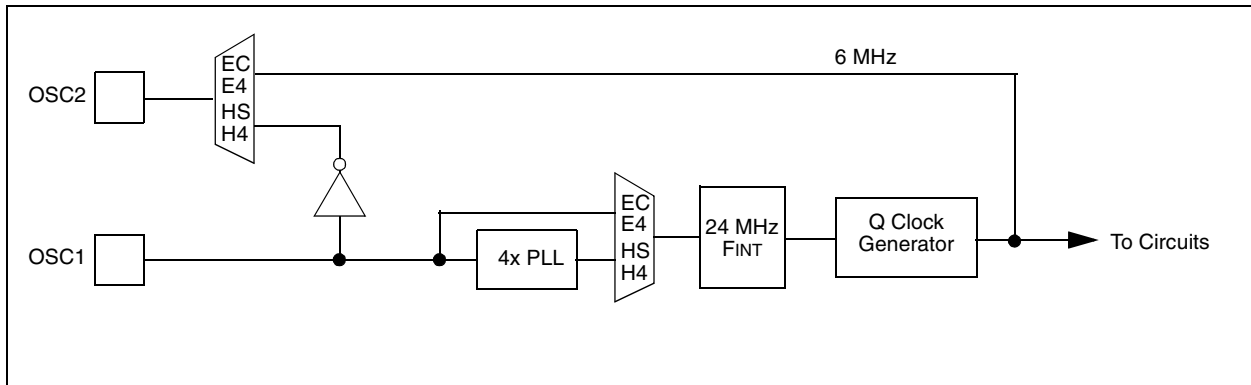 6 MHz
EC
E4
HS
H4
OSC2
EC
E4
HS
H4
24 MHz
FINT
Q Clock
Generator
OSC1
4x PLL
To Circuits